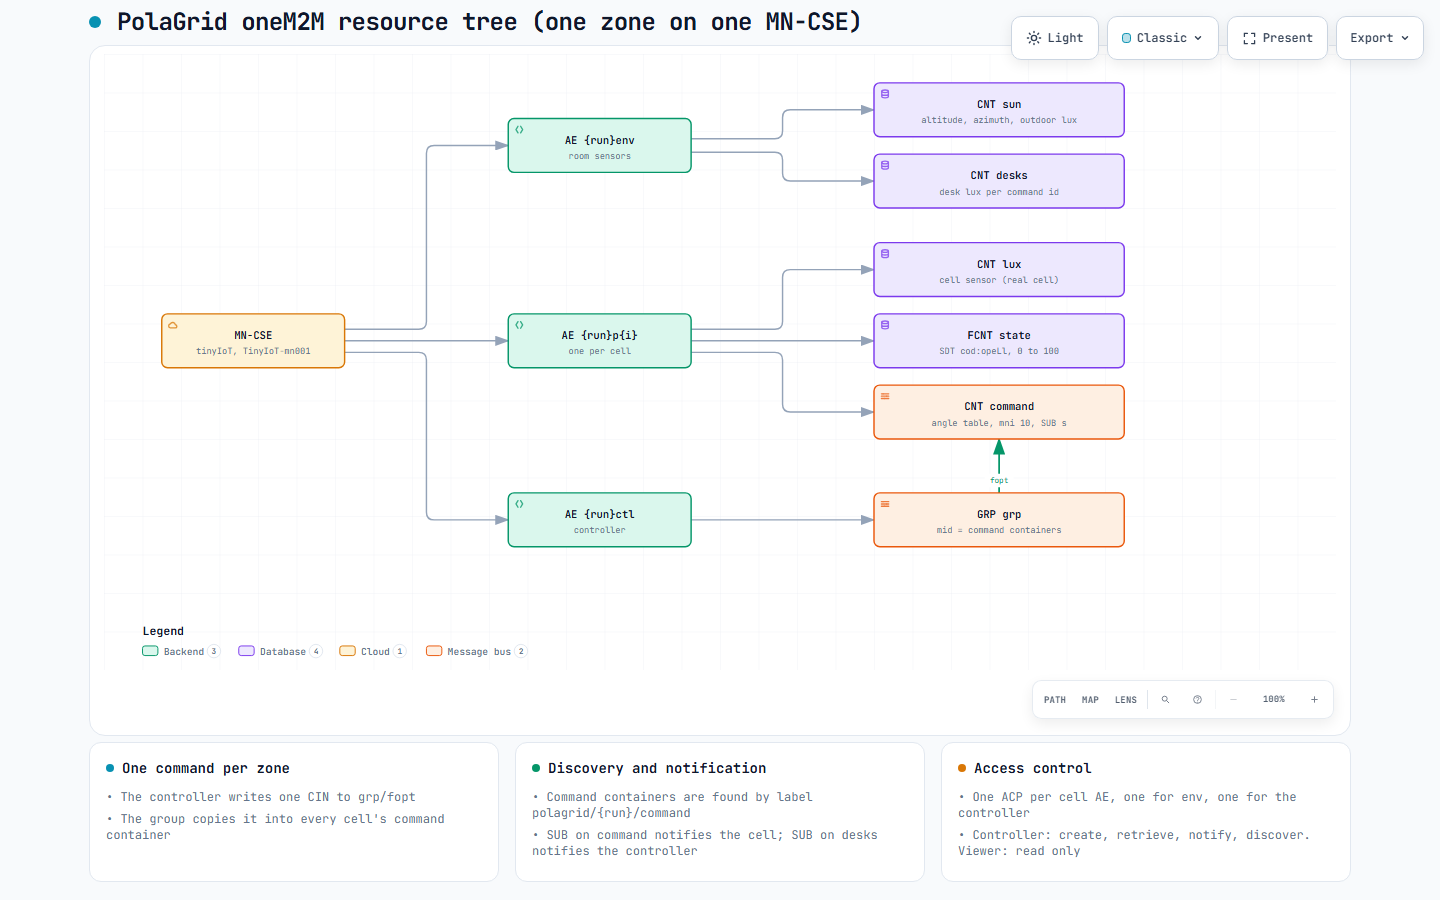 PolaGrid oneM2M resource tree (one zone on one MN-CSE)
Light
Classic
Present
Export
CNT sun
altitude, azimuth, outdoor lux
AE {run}env
room sensors
CNT desks
desk lux per command id
CNT lux
cell sensor (real cell)
MN-CSE
tinyIoT, TinyIoT-mn001
AE {run}p{i}
one per cell
FCNT state
SDT cod:opeLl, 0 to 100
CNT command
angle table, mni 10, SUB s
fopt
AE {run}ctl
controller
GRP grp
mid = command containers
Legend
Backend 3
Database 4
Cloud 1
Message bus 2
PATH
MAP
LENS
100%
One command per zone
• The controller writes one CIN to grp/fopt
• The group copies it into every cell's command
container
Discovery and notification
• Command containers are found by label
polagrid/{run}/command
• SUB on command notifies the cell; SUB on desks
notifies the controller
Access control
• One ACP per cell AE, one for env, one for the
controller
• Controller: create, retrieve, notify, discover.
Viewer: read only